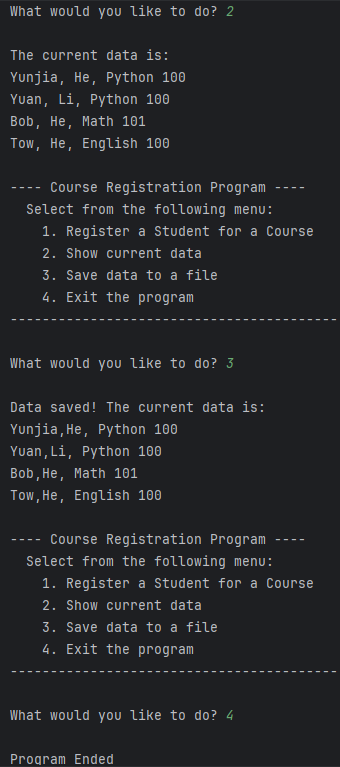 What would you like to do? 2
The current data is:
Yunjia, He, Python 100
Yuan, Li, Python 100
Bob, He, Math 101
Tow, He, English 100
---- Course Registration Program ----
Select from the following menu:
1. Register a Student for a Course
2. Show current data
3. Save data to a file
4. Exit the program
-----------------------------------------
What would you like to do? 3
Data saved! The current data is:
Yunjia,He, Python 100
Yuan,Li, Python 100
Bob,He, Math 101
Tow,He, English 100
---- Course Registration Program ----
Select from the following menu:
1. Register a Student for a Course
2. Show current data
3. Save data to a file
4. Exit the program
-----------------------------------------
What would you like to do? 4
Program Ended